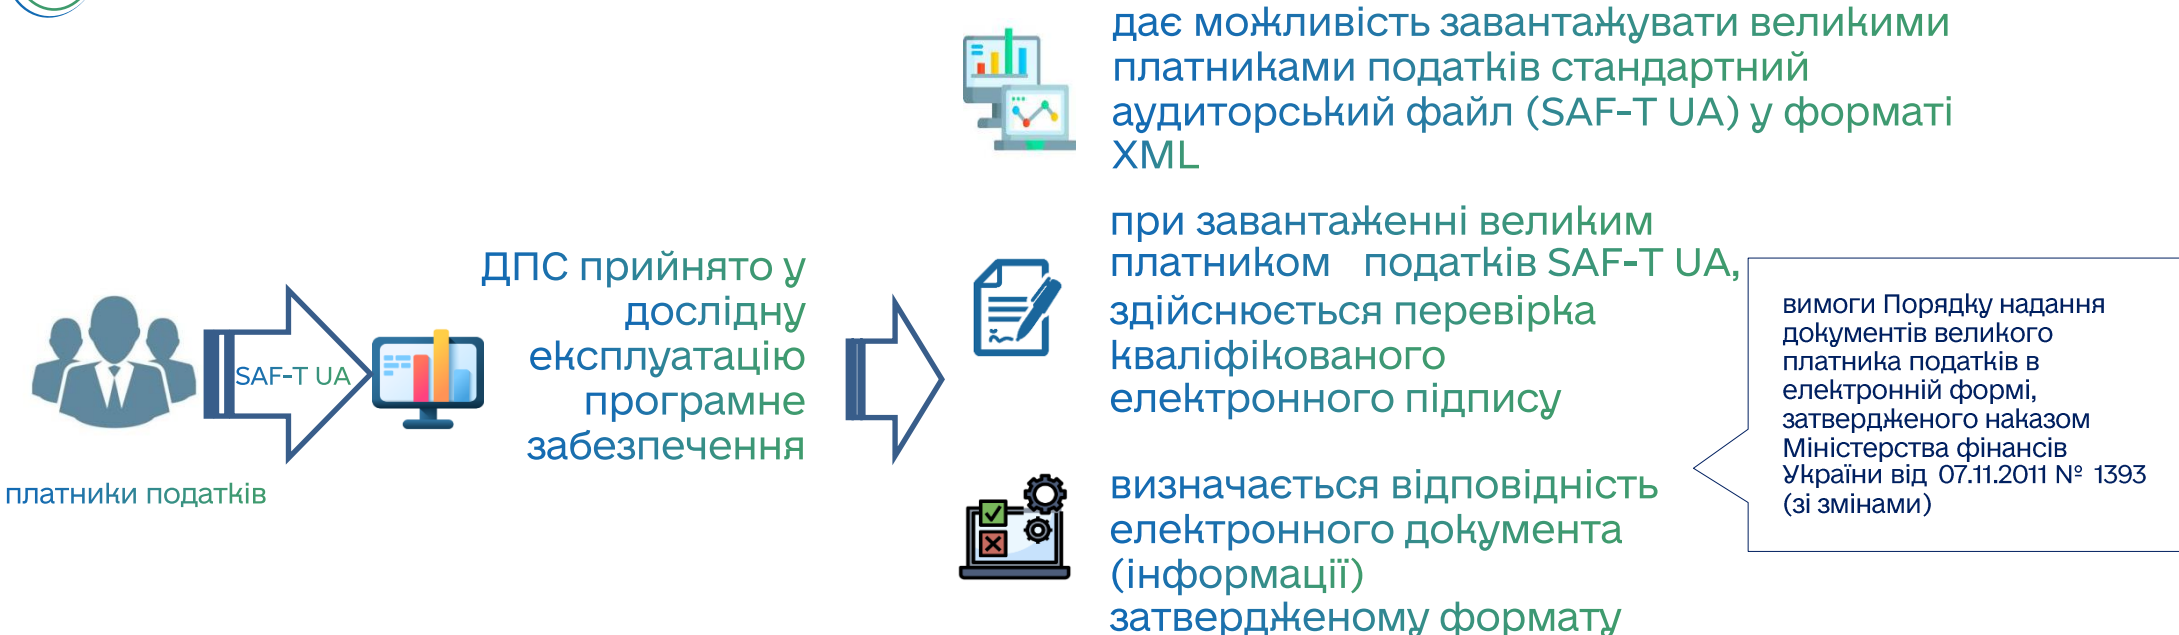 платники податків
SAF-T UA
ДПС прийнято у
дослідну
експлуатацію
програмне
забезпечення
дає можливість завантажувати великими
платниками податків стандартний
аудиторський файл (SAF-T UA) у форматі
XML
при завантаженні великим
платником податків SAF-T UA,
здійснюється перевірка
кваліфікованого
електронного підпису
визначається відповідність
електронного документа
(інформації)
затвердженому формату
вимоги Порядку надання
документів великого
платника податків в
електронній формі,
затвердженого наказом
Міністерства фінансів
України від 07.11.2011 № 1393
(зі змінами)